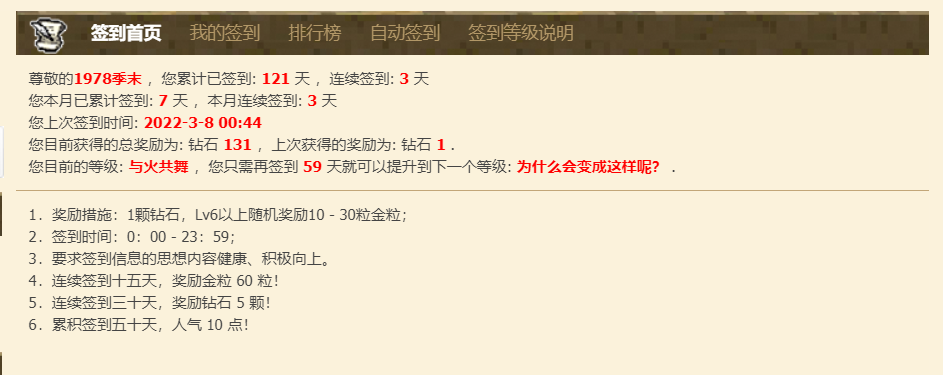 签到首页 我的签到 排行榜 自动签到 签到等级说明
尊敬的1978季末 ，您累计已签到: 121 天 ，连续签到: 3 天
您本月已累计签到: 7 天 ，本月连续签到: 3 天
您上次签到时间: 2022-3-8 00:44
您目前获得的总奖励为: 钻石 131 ，上次获得的奖励为: 钻石 1 .
您目前的等级: 与火共舞 ，您只需再签到 59 天就可以提升到下一个等级: 为什么会变成这样呢？ .
1．奖励措施：1颗钻石，Lv6以上随机奖励10 - 30粒金粒；
2．签到时间：0：00 - 23：59；
3．要求签到信息的思想内容健康、积极向上。
4．连续签到十五天，奖励金粒 60 粒！
5．连续签到三十天，奖励钻石 5 颗！
6．累积签到五十天，人气 10 点！